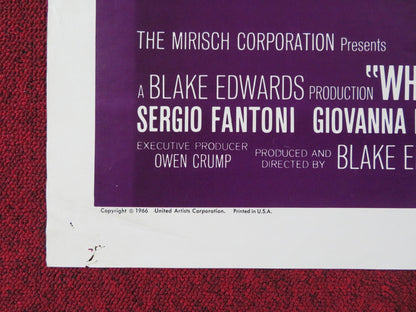 THE MIRISCH CORPORATION Presents
A BLAKE EDWARDS PRODUCTION "WH
SERGIO FANTONI GIOVANNA
EXECUTIVE PRODUCER
OWEN CRUMP
PRODUCED AND
DIRECTED BY BLAKE E
Copyright © 1966 United Artists Corporation. Printed in U.S.A.